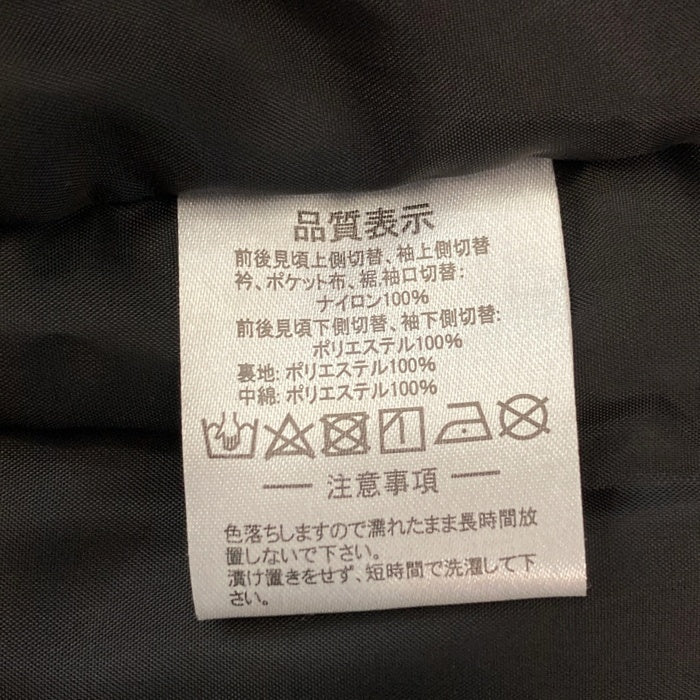 品質表示
前後見頃上側切替、袖上側切替
衿、ポケット布、裾,袖口切替:
ナイロン100%
前後見頃下側切替、袖下側切替:
ポリエステル100%
裏地: ポリエステル100%
中綿: ポリエステル100%
注意事項
色落ちしますので濡れたまま長時間放
置しないで下さい。
漬け置きをせず、短時間で洗濯して下
さい。